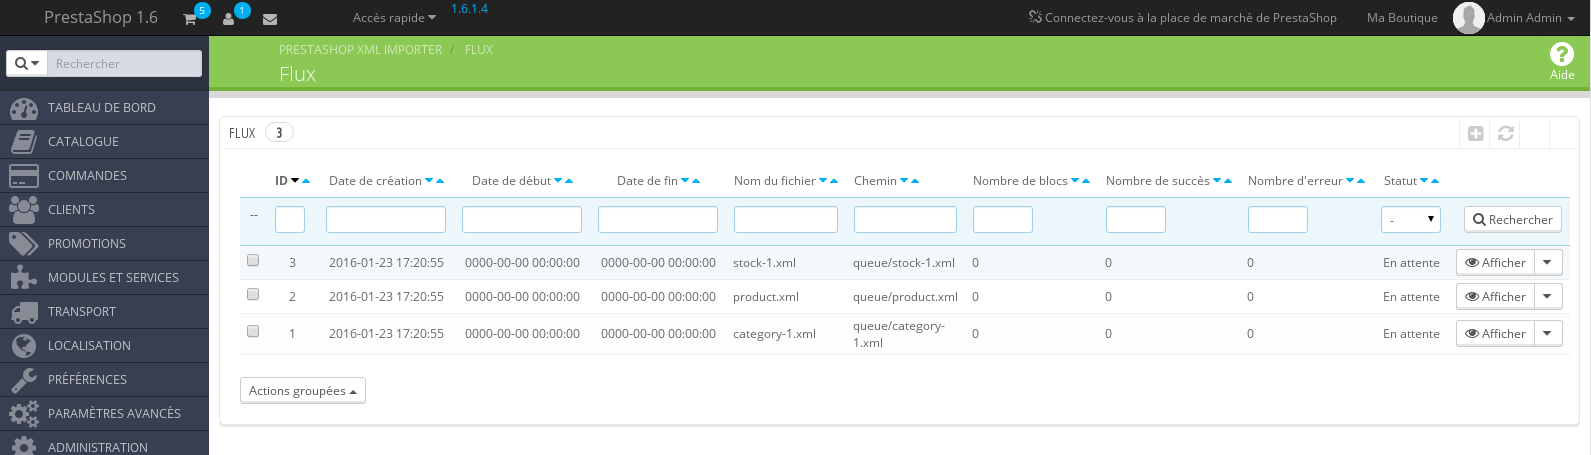 PrestaShop 1.6 5 1 Accès rapide 1.6.1.4 Connectez-vous à la place de marché de PrestaShop Ma Boutique Admin Admin
Rechercher
PRESTASHOP XML IMPORTER / FLUX
Flux
Aide
TABLEAU DE BORD
CATALOGUE
COMMANDES
CLIENTS
PROMOTIONS
MODULES ET SERVICES
TRANSPORT
LOCALISATION
PRÉFÉRENCES
PARAMÈTRES AVANCÉS
ADMINISTRATION
FLUX 3
ID Date de création Date de début Date de fin Nom du fichier Chemin Nombre de blocs Nombre de succès Nombre d'erreur Statut
-- - Rechercher
3 2016-01-23 17:20:55 0000-00-00 00:00:00 0000-00-00 00:00:00 stock-1.xml queue/stock-1.xml 0 0 0 En attente Afficher
2 2016-01-23 17:20:55 0000-00-00 00:00:00 0000-00-00 00:00:00 product.xml queue/product.xml 0 0 0 En attente Afficher
1 2016-01-23 17:20:55 0000-00-00 00:00:00 0000-00-00 00:00:00 category-1.xml queue/category-
1.xml 0 0 0 En attente Afficher
Actions groupées